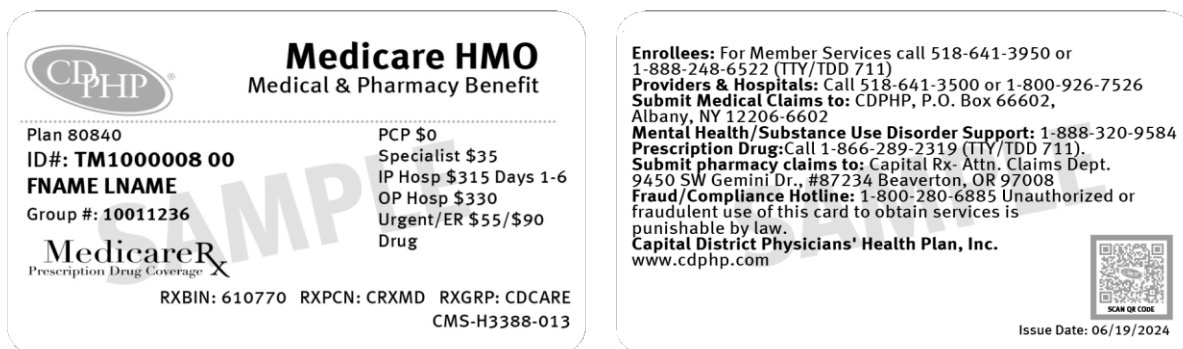 CDPHP®
Medicare HMO
Medical & Pharmacy Benefit
Plan 80840
ID#: TM1000008 00
FNAME LNAME
Group #: 10011236
MedicareRx
Prescription Drug Coverage
PCP $0
Specialist $35
IP Hosp $315 Days 1-6
OP Hosp $330
Urgent/ER $55/$90
Drug
RXBIN: 610770 RXPCN: CRXMD RXGRP: CDCARE
CMS-H3388-013
SAMPLE
Enrollees: For Member Services call 518-641-3950 or
1-888-248-6522 (TTY/TDD 711)
Providers & Hospitals: Call 518-641-3500 or 1-800-926-7526
Submit Medical Claims to: CDPHP, P.O. Box 66602,
Albany, NY 12206-6602
Mental Health/Substance Use Disorder Support: 1-888-320-9584
Prescription Drug:Call 1-866-289-2319 (TTY/TDD 711).
Submit pharmacy claims to: Capital Rx- Attn. Claims Dept.
9450 SW Gemini Dr., #87234 Beaverton, OR 97008
Fraud/Compliance Hotline: 1-800-280-6885 Unauthorized or
fraudulent use of this card to obtain services is
punishable by law.
Capital District Physicians' Health Plan, Inc.
www.cdphp.com
SCAN QR CODE
Issue Date: 06/19/2024
SAMPLE